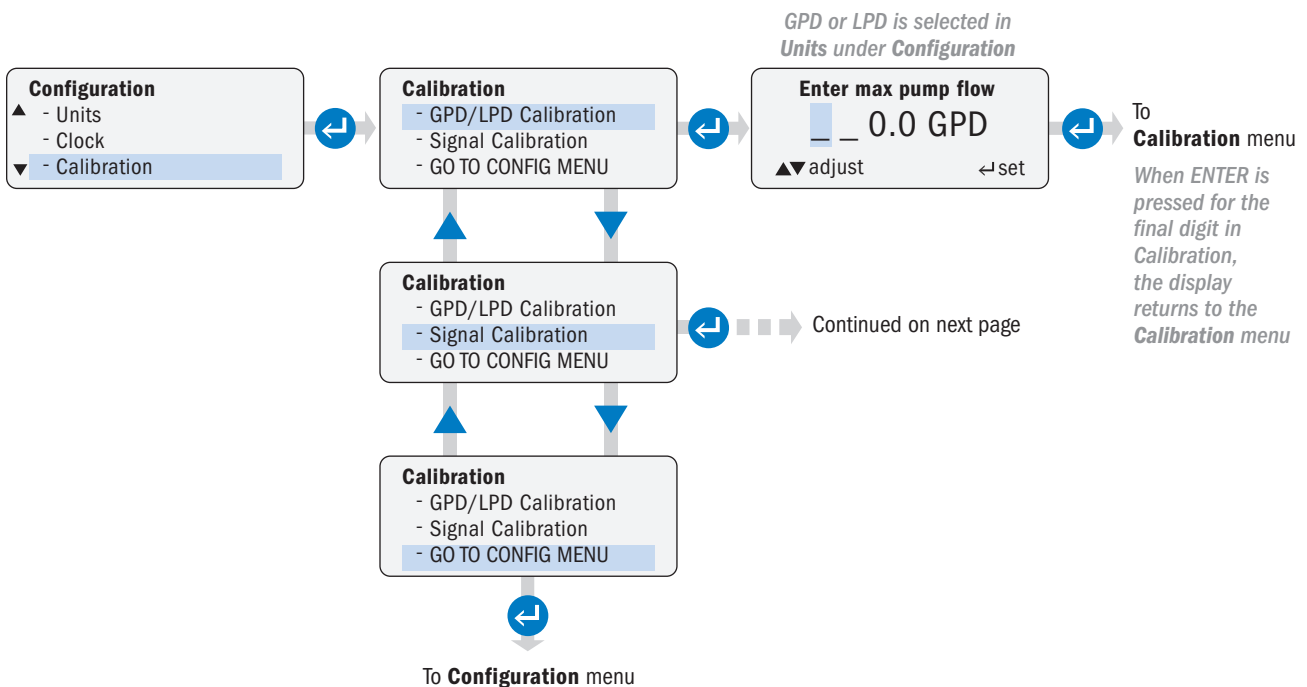 GPD or LPD is selected in
Units under Configuration
Configuration
▲ - Units
- Clock
▼ - Calibration
Calibration
- GPD/LPD Calibration
- Signal Calibration
- GO TO CONFIG MENU
Enter max pump flow
_ _ 0.0 GPD
▲▼ adjust ↵ set
To
Calibration menu
When ENTER is
pressed for the
final digit in
Calibration,
the display
returns to the
Calibration menu
Calibration
- GPD/LPD Calibration
- Signal Calibration
- GO TO CONFIG MENU
Continued on next page
Calibration
- GPD/LPD Calibration
- Signal Calibration
- GO TO CONFIG MENU
To Configuration menu